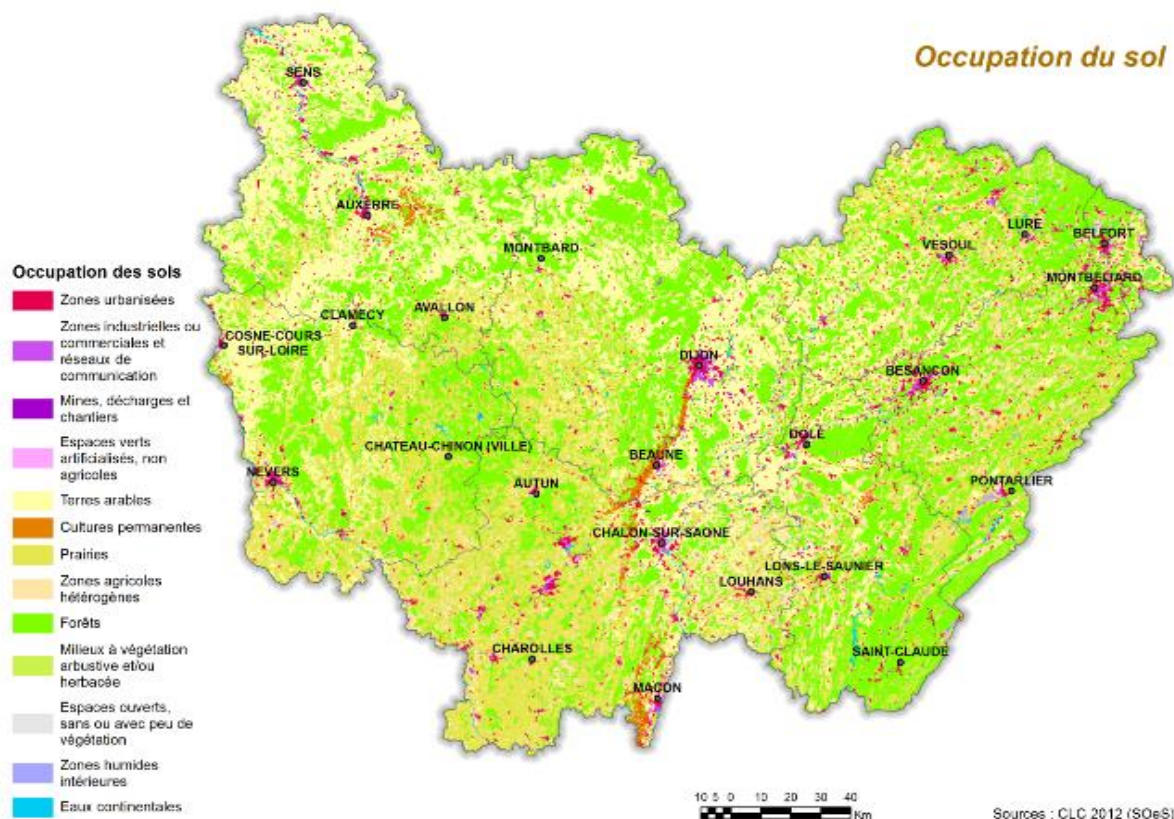 Occupation du sol
SENS
AUXERRE
MONTBARD
LURE
BELFORT
VESOUL
MONTBELIARD
Occupation des sols
Zones urbanisées
Zones industrielles ou
commerciales et
réseaux de
communication
Mines, décharges et
chantiers
Espaces verts
artificialisés, non
agricoles
Terres arables
Cultures permanentes
Prairies
Zones agricoles
hétérogènes
Forêts
Milieux à végétation
arbustive et/ou
herbacée
Espaces ouverts,
sans ou avec peu de
végétation
Zones humides
intérieures
Eaux continentales
AVALLON
CLAMECY
COSNE-COURS
SUR-LOIRE
DIJON
BESANCON
CHATEAU-CHINON (VILLE)
DOLE
BEAUNE
NEVERS
AUTUN
PONTARLIER
CHALON-SUR-SAONE
LONS-LE-SAUNIER
LOUHANS
CHAROLLES
SAINT-CLAUDE
MACON
10 5 0 10 20 30 40
Km
Sources : CLC 2012 (SOeS)